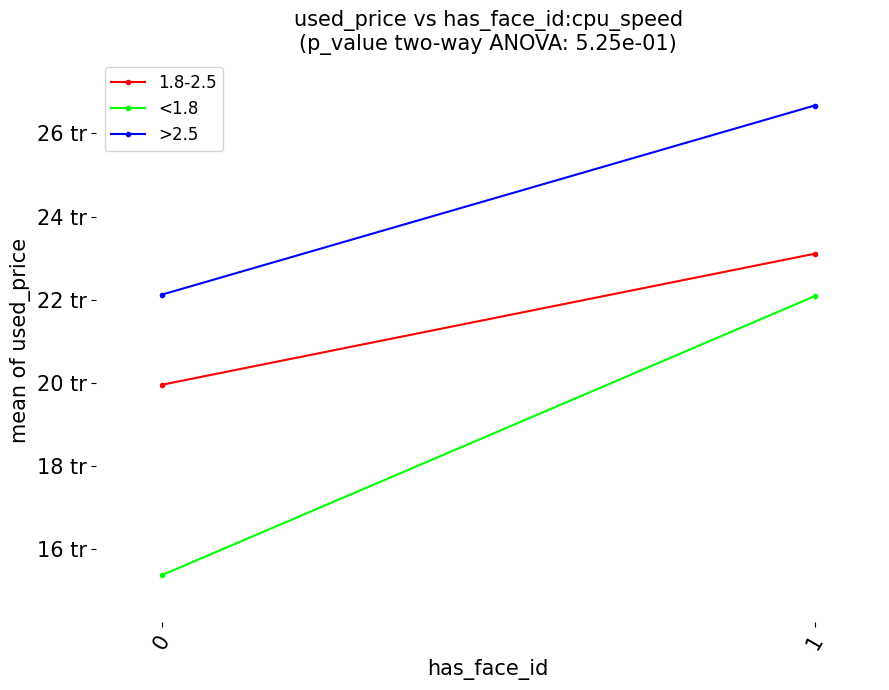 used_price vs has_face_id:cpu_speed
(p_value two-way ANOVA: 5.25e-01)
1.8-2.5
<1.8
>2.5
26 tr
24 tr
22 tr
20 tr
18 tr
16 tr
mean of used_price
0
1
has_face_id